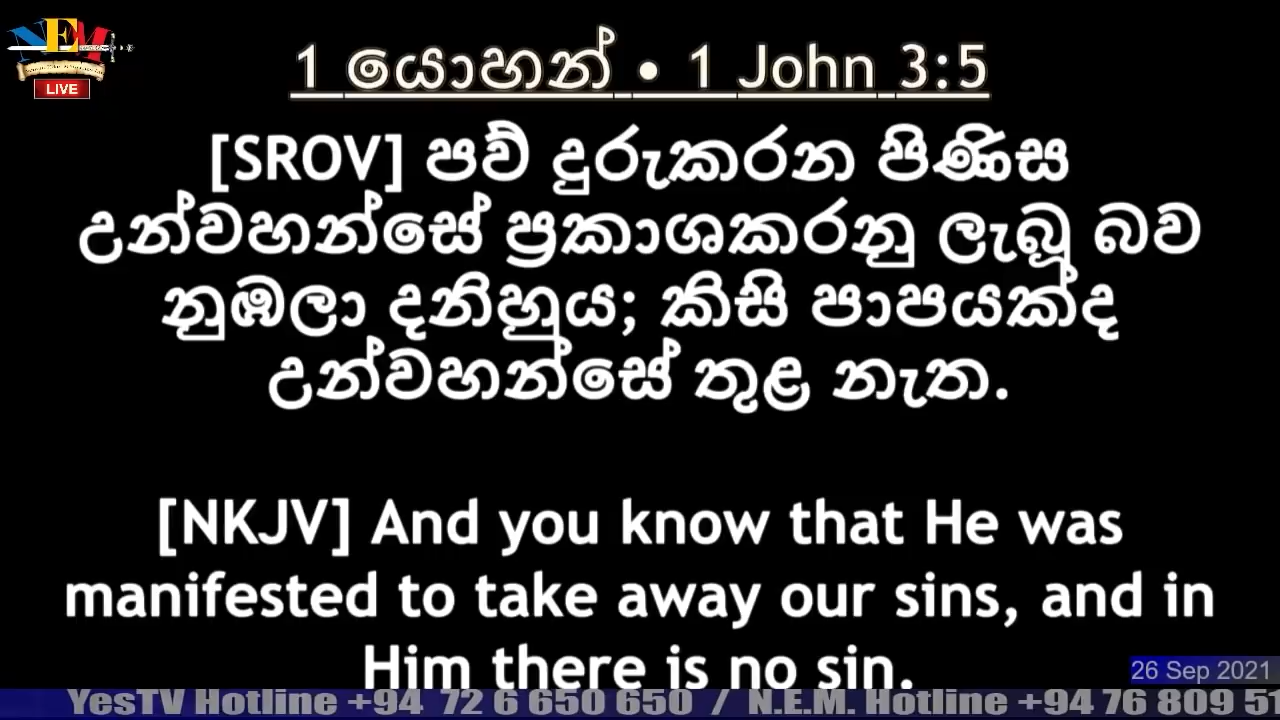 NEM
LIVE
1 යොහන් • 1 John 3:5
[SROV] පව් දුරුකරන පිණිස
උන්වහන්සේ ප්‍රකාශකරනු ලැබූ බව
නුඹලා දනිහුය; කිසි පාපයක්ද
උන්වහන්සේ තුළ නැත.
[NKJV] And you know that He was
manifested to take away our sins, and in
Him there is no sin.
26 Sep 2021
YesTV Hotline +94 72 6 650 650 / N.E.M. Hotline +94 76 809 51